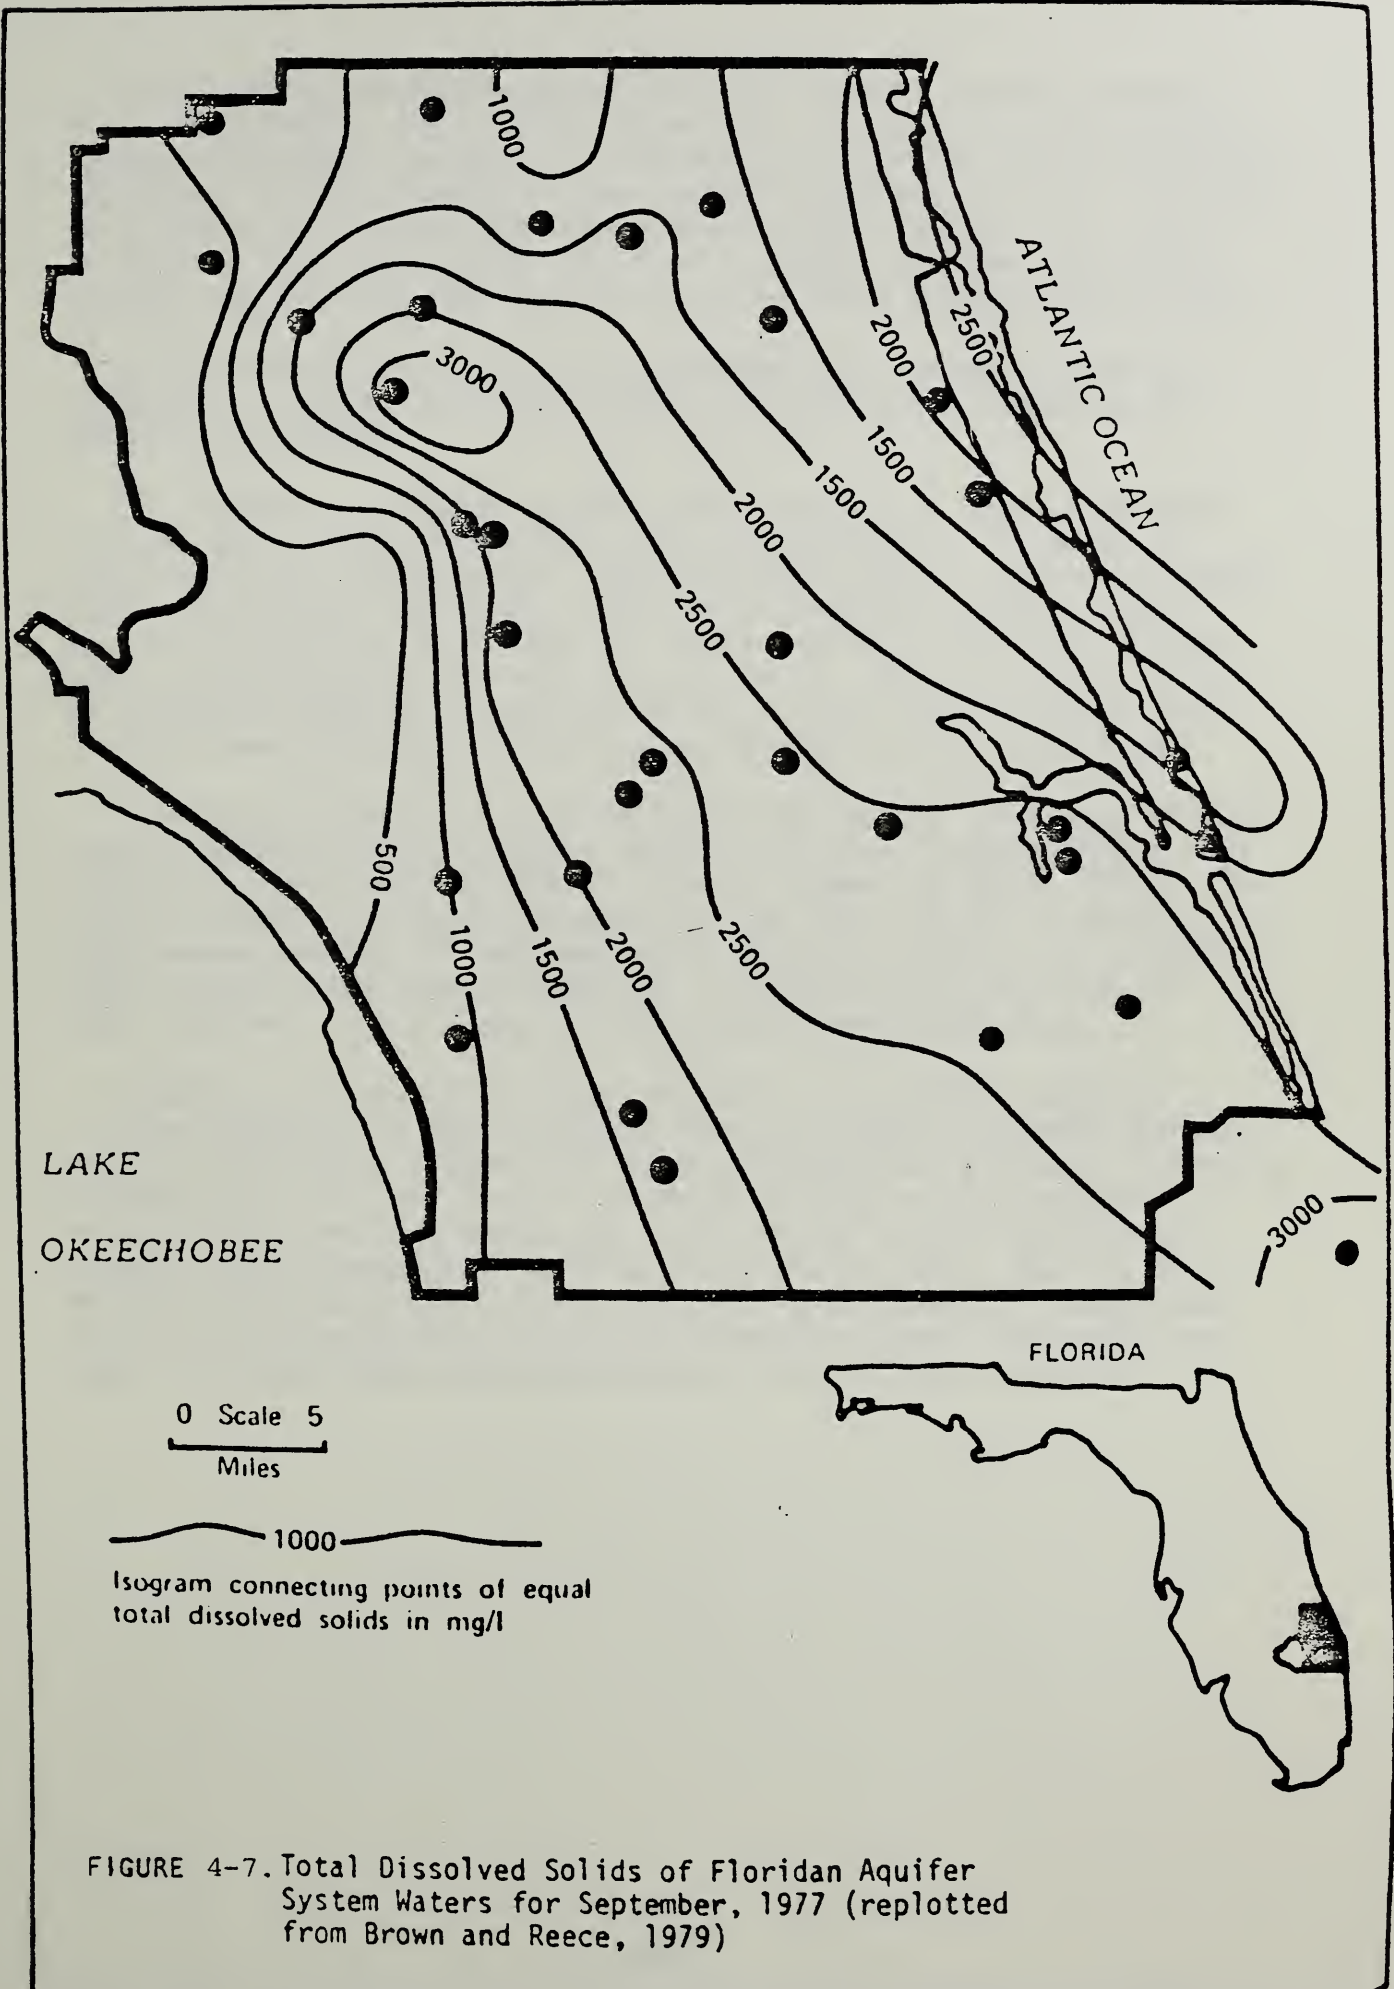 1000
3000
2000
2500
ATLANTIC OCEAN
1500
1500
2000
2500
500
1000
1500
2000
2500
LAKE
OKEECHOBEE
3000
FLORIDA
0 Scale 5
Miles
1000
Isogram connecting points of equal
total dissolved solids in mg/l
FIGURE 4-7. Total Dissolved Solids of Floridan Aquifer
System Waters for September, 1977 (replotted
from Brown and Reece, 1979)